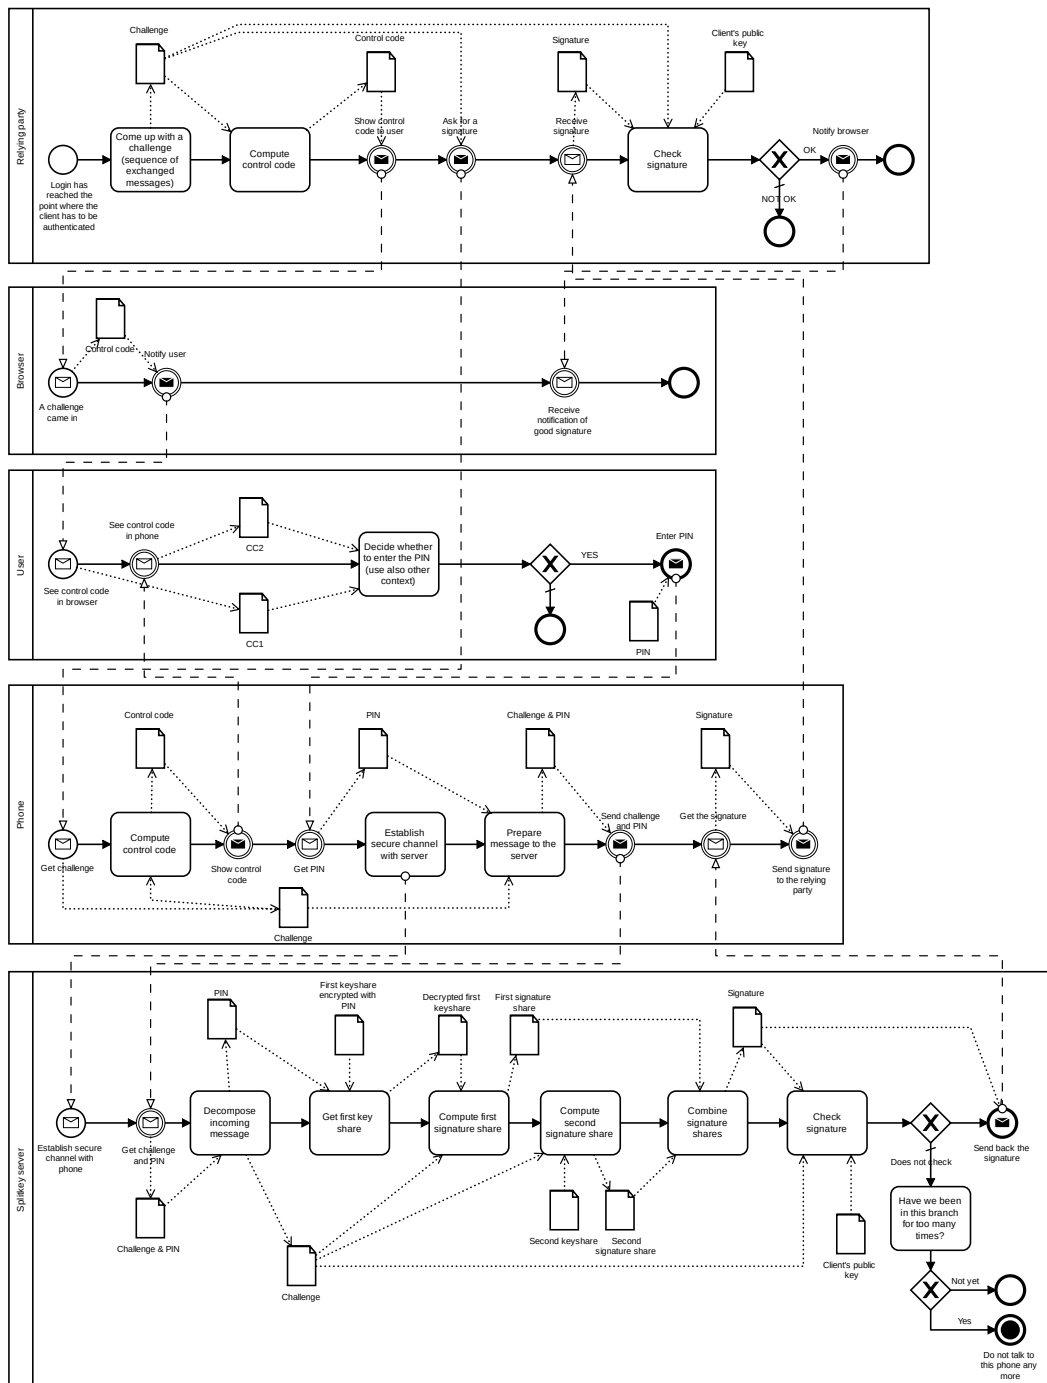 Relying party
Challenge
Control code
Signature
Client's public
key
Come up with a
challenge
(sequence of
exchanged
messages)
Compute
control code
Show control
code to user
Ask for a
signature
Receive
signature
Check
signature
OK
Notify browser
NOT OK
Login has
reached the
point where the
client has to be
authenticated
Browser
Control code
Notify user
A challenge
came in
Receive
notification of
good signature
User
See control code
in phone
CC2
Decide whether
to enter the PIN
(use also other
context)
YES
Enter PIN
See control code
in browser
CC1
PIN
Phone
Control code
PIN
Challenge & PIN
Signature
Compute
control code
Establish
secure channel
with server
Prepare
message to the
server
Send challenge
and PIN
Get the signature
Get challenge
Show control
code
Get PIN
Send signature
to the relying
party
Challenge
Splitkey server
PIN
First keyshare
encrypted with
PIN
Decrypted first
keyshare
First signature
share
Signature
Decompose
incoming
message
Get first key
share
Compute first
signature share
Compute
second
signature share
Combine
signature
shares
Check
signature
Establish secure
channel with
phone
Get challenge
and PIN
Does not check
Send back the
signature
Challenge & PIN
Second keyshare
Second
signature share
Have we been
in this branch
for too many
times?
Client's public
key
Challenge
Not yet
Yes
Do not talk to
this phone any
more